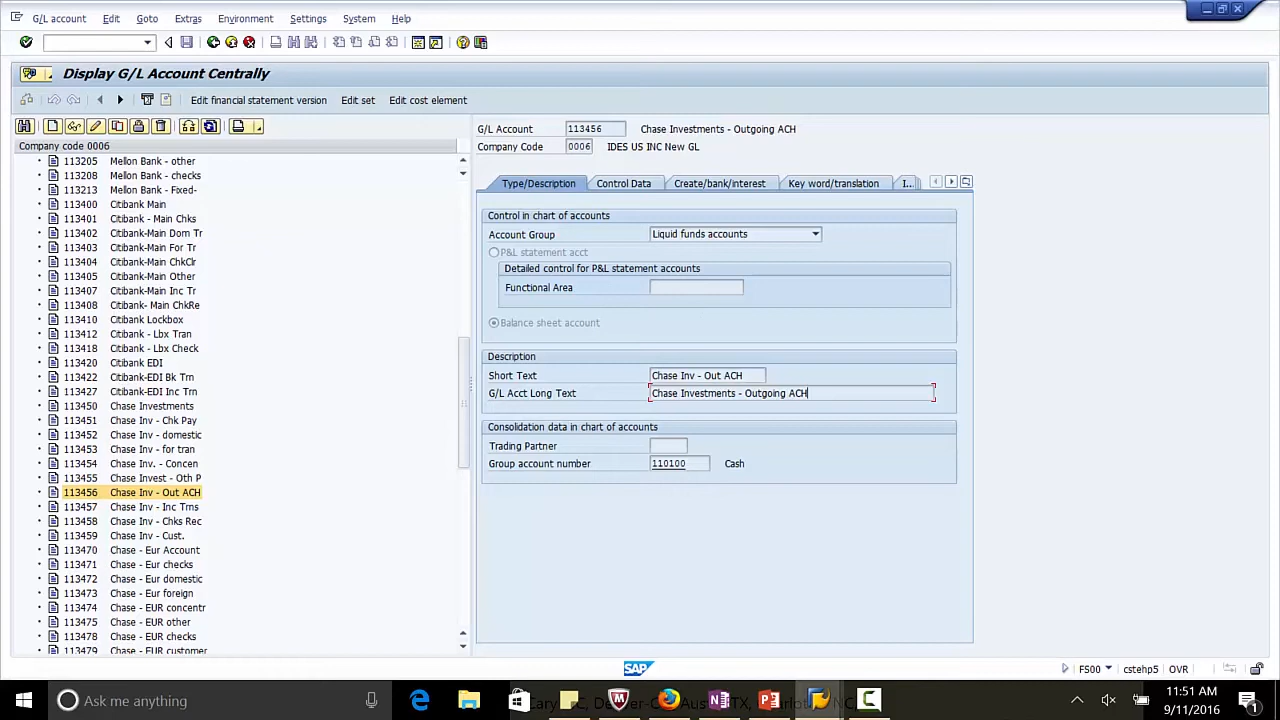 G/L account Edit Goto Extras Environment Settings System Help
Display G/L Account Centrally
Edit financial statement version Edit set Edit cost element
Company code 0006
113205 Mellon Bank - other
113208 Mellon Bank - checks
113213 Mellon Bank - Fixed-
113400 Citibank Main
113401 Citibank - Main Chks
113402 Citibank-Main Dom Tr
113403 Citibank-Main For Tr
113404 Citibank-Main ChkClr
113405 Citibank-Main Other
113407 Citibank-Main Inc Tr
113408 Citibank- Main ChkRe
113410 Citibank Lockbox
113412 Citibank - Lbx Tran
113418 Citibank - Lbx Check
113420 Citibank EDI
113422 Citibank-EDI Bk Trn
113427 Citibank-EDI Inc Trn
113450 Chase Investments
113451 Chase Inv - Chk Pay
113452 Chase Inv - domestic
113453 Chase Inv - for tran
113454 Chase Inv. - Concen
113455 Chase Invest - Oth P
113456 Chase Inv - Out ACH
113457 Chase Inv - Inc Trns
113458 Chase Inv - Chks Rec
113459 Chase Inv - Cust.
113470 Chase - Eur Account
113471 Chase - Eur checks
113472 Chase - Eur domestic
113473 Chase - Eur foreign
113474 Chase - EUR concentr
113475 Chase - EUR other
113478 Chase - EUR checks
113479 Chase - EUR customer
G/L Account 113456 Chase Investments - Outgoing ACH
Company Code 0006 IDES US INC New GL
Type/Description Control Data Create/bank/interest Key word/translation I...
Control in chart of accounts
Account Group Liquid funds accounts
P&L statement acct
Detailed control for P&L statement accounts
Functional Area
Balance sheet account
Description
Short Text Chase Inv - Out ACH
G/L Acct Long Text Chase Investments - Outgoing ACH
Consolidation data in chart of accounts
Trading Partner
Group account number 110100 Cash
SAP
FS00 cstehp5 OVR
Ask me anything
11:51 AM
9/11/2016
1